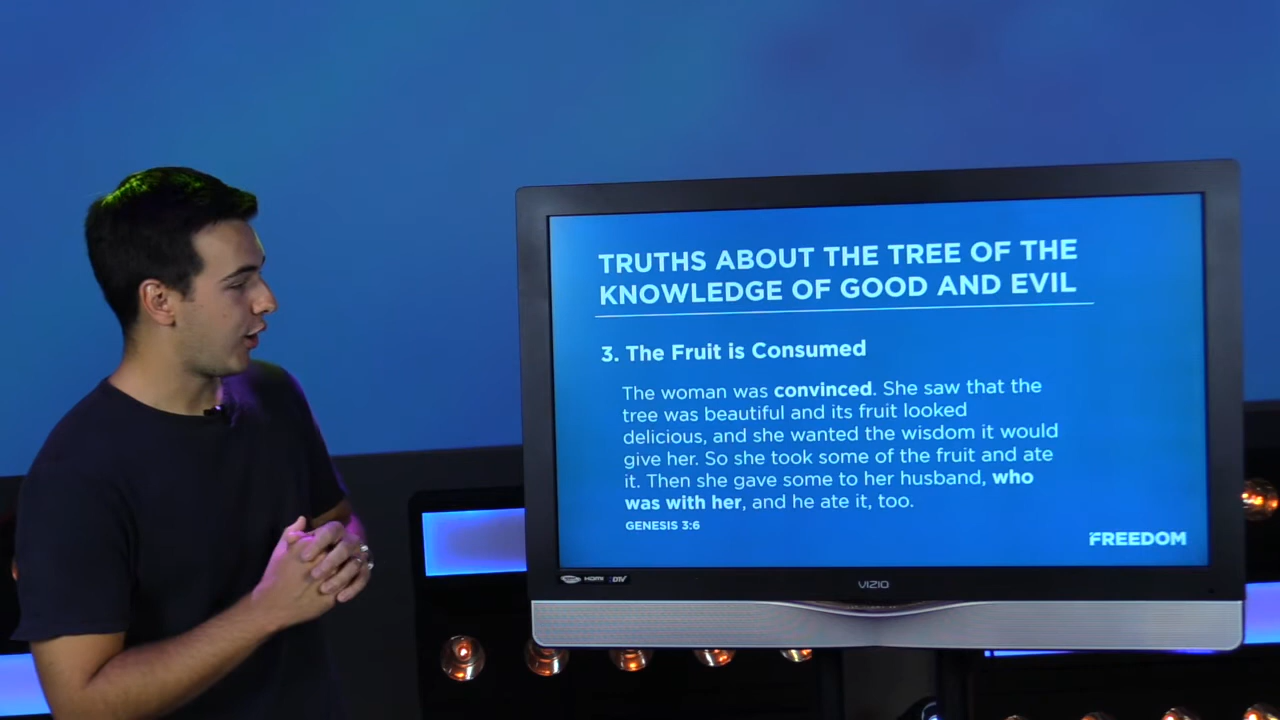 TRUTHS ABOUT THE TREE OF THE
KNOWLEDGE OF GOOD AND EVIL
3. The Fruit is Consumed
The woman was convinced. She saw that the
tree was beautiful and its fruit looked
delicious, and she wanted the wisdom it would
give her. So she took some of the fruit and ate
it. Then she gave some to her husband, who
was with her, and he ate it, too.
GENESIS 3:6
FREEDOM
HDMI DTV
VIZIO